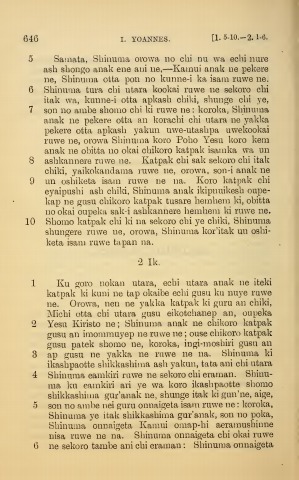 646 I. YOANNES. [1. 5-10.—2. 1-6.
5 Samata, Shinuma orowa no chi nu wa echi nure
ash shongo anak ene ani ne,—Kamui anak ne pekere
ne, Shinuma otta pon no kunne-i ka isam ruwe ne.
6 Shinuma tura chi utara kookai ruwe ne sekoro chi
itak wa, kunne-i otta apkash chiki, shunge chi ye,
7 son no ambe shomo chi ki ruwe ne: koroka, Shinuma
anak ne pekere otta an korachi chi utara ne yakka
pekere otta apkash yakun uwe-utashpa uwekookai
ruwe ne, orowa Shinuma koro Poho Yesu koro kem
anak ne obitta no okai chikoro katpak isamka wa un
8 ashkannere ruwe ne. Katpak chi sak sekoro chi itak
chiki, yaikokandama ruwe ne, orowa, son-i anak ne
9 un oshiketa isam ruwe ne na. Koro katpak chi
eyaipushi ash chiki, Shinuma anak ikipunikesh oupe-
kap ne gusu chikoro katpak tusare hemhem ki, obitta
no okai oupeka sak-i ashkannere hemhem ki ruwe ne.
10 Shomo katpak chi ki na sekoro chi ye chiki, Shinuma
shungere ruwe ne, orowa, Shinuma kor'itak un oshi-
keta isam ruwe tapan na.
2 Ik.
1 Ku goro nokan utara, echi utara anak ne iteki
katpak ki kuni ne tap okaibe echi gusu ku nuye ruwe
ne. Orowa, nen ne yakka katpak ki guru an chiki,
Michi otta chi utara gusu eikotchanep an, oupeka
2 Yesu Kiristo ne; Shinuma anak ne chikoro katpak
gusu an imommuyep ne ruwe ne: ouse chikoro katpak
gusu patek shomo ne, koroka, ingi-moshiri gusu an
3 ap gusu ne yakka ne ruwe ne na. Shinuma ki
ikashpaotte shikkashima ash yakun, tata ani chi utara
4 Shinuma eamkiri ruwe ne sekoro chi eraman. Shinu-
ma ku eamkiri ari ye wa koro ikashpaotte shomo
shikkashima gur'anak ne, shunge itak ki gun'ne, aige,
5 son no ambe nei guru onnaigeta isam ruwe ne: koroka,
Shinuma ye itak shikkashima gur'anak, son no poka,
Shinuma onnaigeta Kamui omap-hi aeramushinne
nisa ruwe ne na. Shinuma onnaigeta chi okai ruwe
6 ne sekoro tambe ani chi eraman: Shinuma onnaigeta